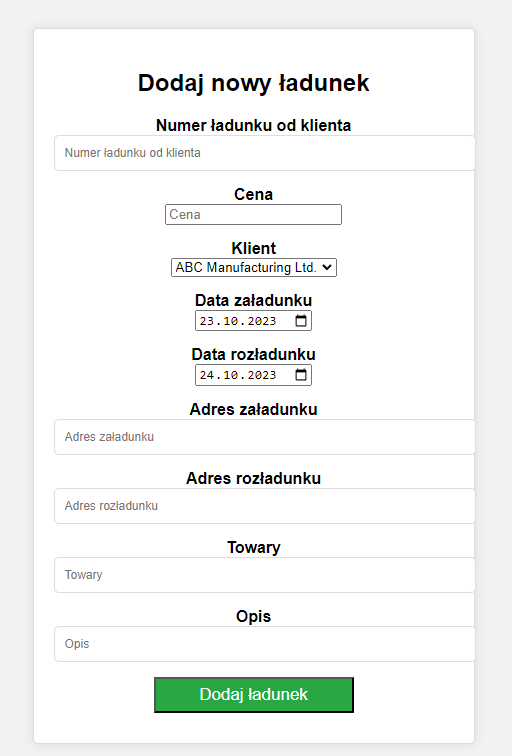 Dodaj nowy ładunek
Numer ładunku od klienta
Numer ładunku od klienta
Cena
Cena
Klient
ABC Manufacturing Ltd.
Data załadunku
23.10.2023
Data rozładunku
24.10.2023
Adres załadunku
Adres załadunku
Adres rozładunku
Adres rozładunku
Towary
Towary
Opis
Opis
Dodaj ładunek